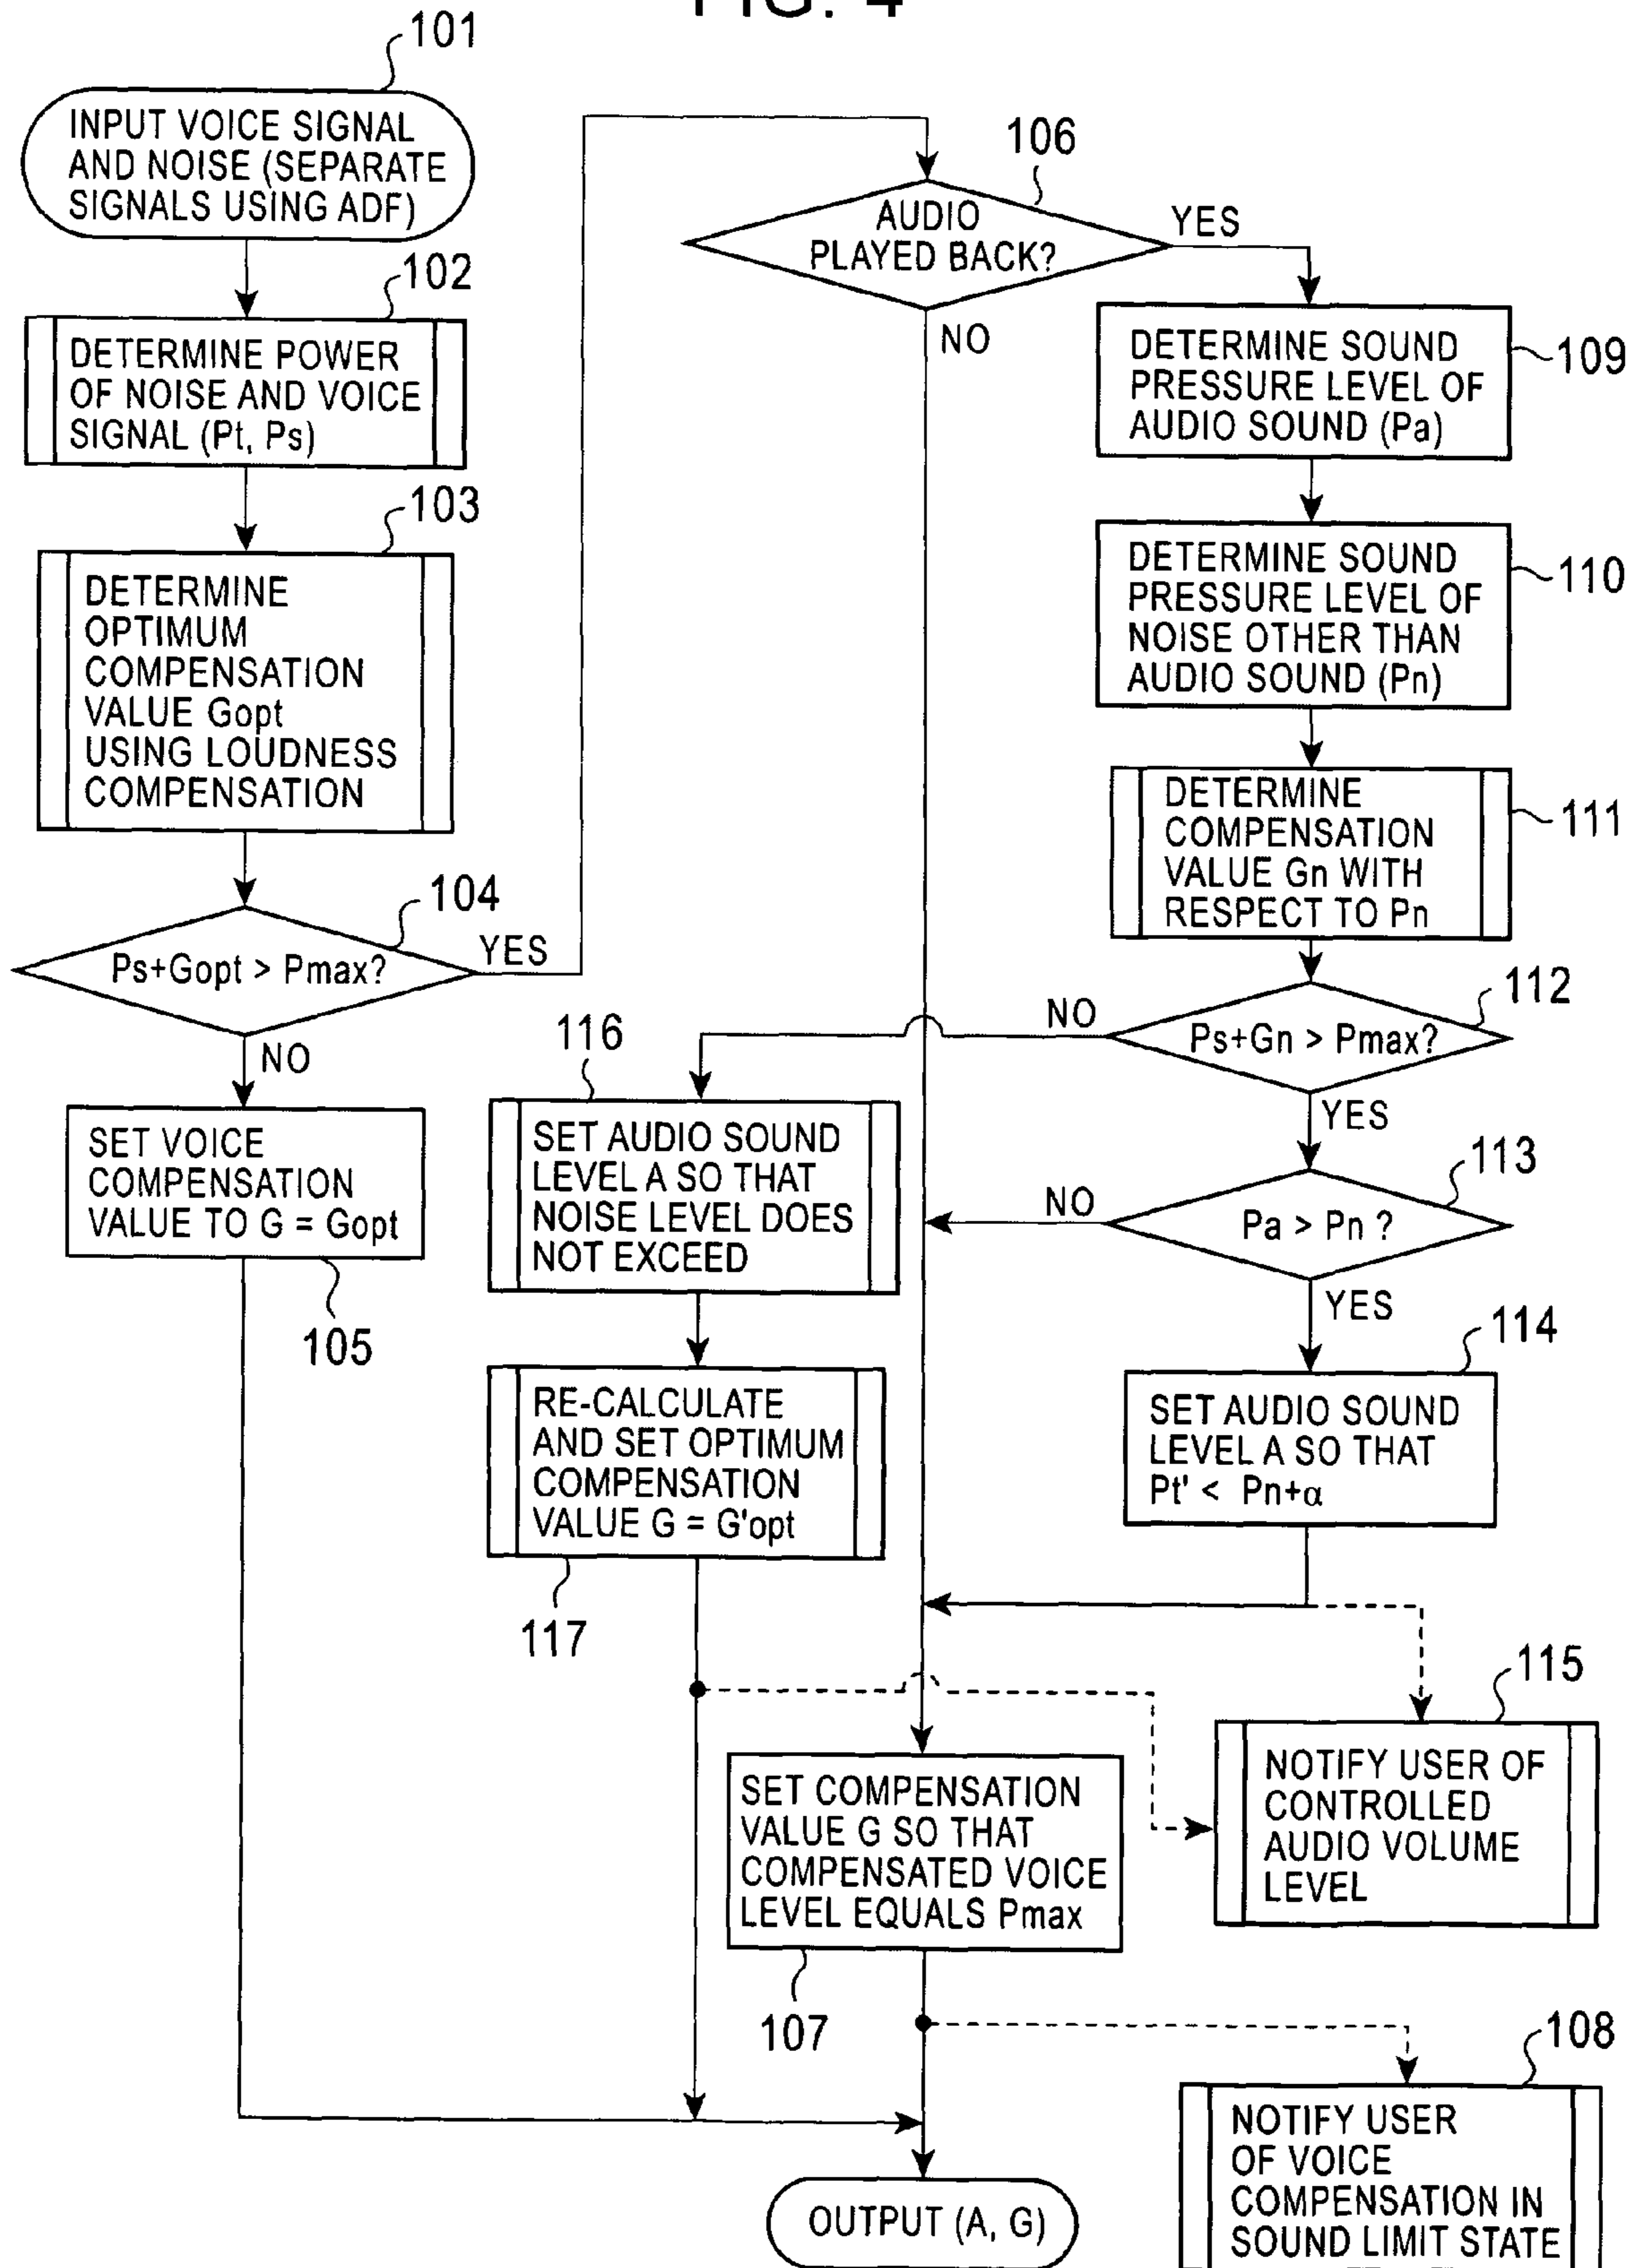 FIG. 4
101
INPUT VOICE SIGNAL
AND NOISE (SEPARATE
SIGNALS USING ADF)
102
DETERMINE POWER
OF NOISE AND VOICE
SIGNAL (Pt, Ps)
103
DETERMINE
OPTIMUM
COMPENSATION
VALUE Gopt
USING LOUDNESS
COMPENSATION
104
Ps+Gopt > Pmax?
YES
NO
SET VOICE
COMPENSATION
VALUE TO G = Gopt
105
106
AUDIO
PLAYED BACK?
YES
NO
DETERMINE SOUND
PRESSURE LEVEL OF
AUDIO SOUND (Pa)
109
DETERMINE SOUND
PRESSURE LEVEL OF
NOISE OTHER THAN
AUDIO SOUND (Pn)
110
DETERMINE
COMPENSATION
VALUE Gn WITH
RESPECT TO Pn
111
112
Ps+Gn > Pmax?
NO
YES
116
SET AUDIO SOUND
LEVEL A SO THAT
NOISE LEVEL DOES
NOT EXCEED
113
Pa > Pn ?
NO
YES
114
SET AUDIO SOUND
LEVEL A SO THAT
Pt' < Pn+α
RE-CALCULATE
AND SET OPTIMUM
COMPENSATION
VALUE G = G'opt
117
115
NOTIFY USER OF
CONTROLLED
AUDIO VOLUME
LEVEL
SET COMPENSATION
VALUE G SO THAT
COMPENSATED VOICE
LEVEL EQUALS Pmax
107
108
NOTIFY USER
OF VOICE
COMPENSATION IN
SOUND LIMIT STATE
OUTPUT (A, G)